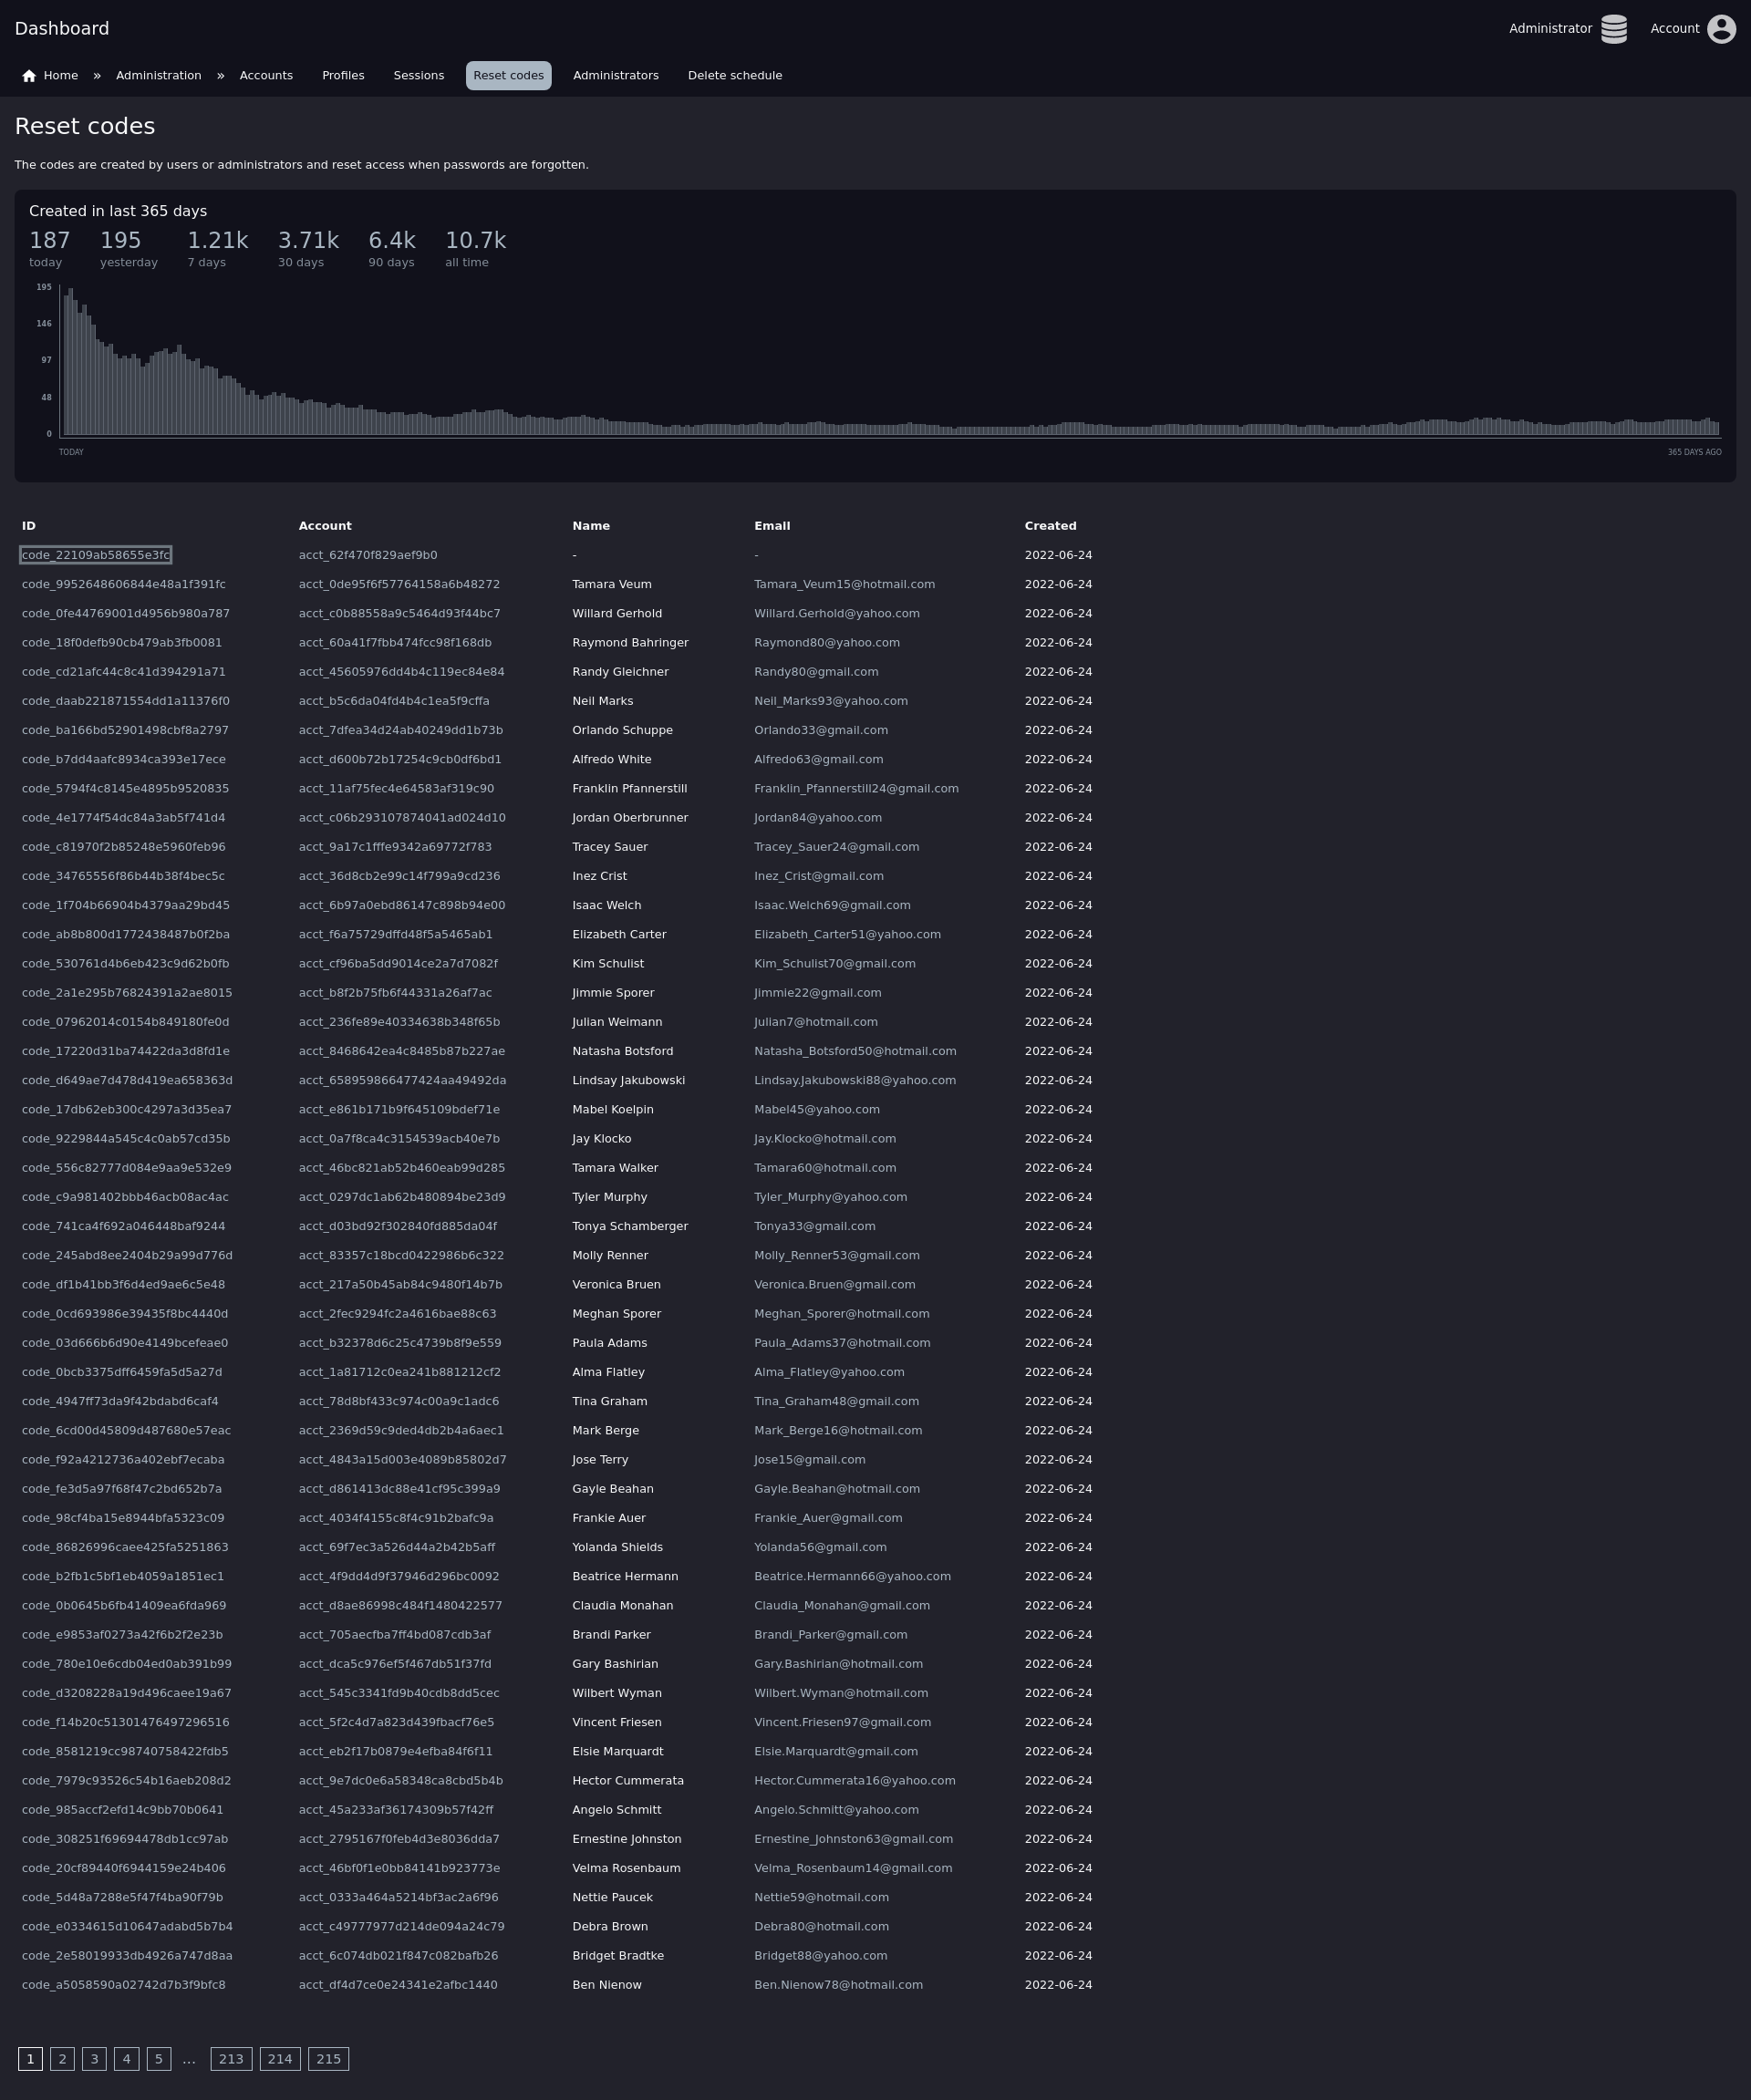 Dashboard
Administrator Account
Home » Administration » Accounts Profiles Sessions Reset codes Administrators Delete schedule
Reset codes
The codes are created by users or administrators and reset access when passwords are forgotten.
Created in last 365 days
187 195 1.21k 3.71k 6.4k 10.7k
today yesterday 7 days 30 days 90 days all time
195
146
97
48
0
TODAY 365 DAYS AGO
ID Account Name Email Created
code_22109ab58655e3fc acct_62f470f829aef9b0 - - 2022-06-24
code_9952648606844e48a1f391fc acct_0de95f6f57764158a6b48272 Tamara Veum Tamara_Veum15@hotmail.com 2022-06-24
code_0fe44769001d4956b980a787 acct_c0b88558a9c5464d93f44bc7 Willard Gerhold Willard.Gerhold@yahoo.com 2022-06-24
code_18f0defb90cb479ab3fb0081 acct_60a41f7fbb474fcc98f168db Raymond Bahringer Raymond80@yahoo.com 2022-06-24
code_cd21afc44c8c41d394291a71 acct_45605976dd4b4c119ec84e84 Randy Gleichner Randy80@gmail.com 2022-06-24
code_daab221871554dd1a11376f0 acct_b5c6da04fd4b4c1ea5f9cffa Neil Marks Neil_Marks93@yahoo.com 2022-06-24
code_ba166bd52901498cbf8a2797 acct_7dfea34d24ab40249dd1b73b Orlando Schuppe Orlando33@gmail.com 2022-06-24
code_b7dd4aafc8934ca393e17ece acct_d600b72b17254c9cb0df6bd1 Alfredo White Alfredo63@gmail.com 2022-06-24
code_5794f4c8145e4895b9520835 acct_11af75fec4e64583af319c90 Franklin Pfannerstill Franklin_Pfannerstill24@gmail.com 2022-06-24
code_4e1774f54dc84a3ab5f741d4 acct_c06b293107874041ad024d10 Jordan Oberbrunner Jordan84@yahoo.com 2022-06-24
code_c81970f2b85248e5960feb96 acct_9a17c1fffe9342a69772f783 Tracey Sauer Tracey_Sauer24@gmail.com 2022-06-24
code_34765556f86b44b38f4bec5c acct_36d8cb2e99c14f799a9cd236 Inez Crist Inez_Crist@gmail.com 2022-06-24
code_1f704b66904b4379aa29bd45 acct_6b97a0ebd86147c898b94e00 Isaac Welch Isaac.Welch69@gmail.com 2022-06-24
code_ab8b800d1772438487b0f2ba acct_f6a75729dffd48f5a5465ab1 Elizabeth Carter Elizabeth_Carter51@yahoo.com 2022-06-24
code_530761d4b6eb423c9d62b0fb acct_cf96ba5dd9014ce2a7d7082f Kim Schulist Kim_Schulist70@gmail.com 2022-06-24
code_2a1e295b76824391a2ae8015 acct_b8f2b75fb6f44331a26af7ac Jimmie Sporer Jimmie22@gmail.com 2022-06-24
code_07962014c0154b849180fe0d acct_236fe89e40334638b348f65b Julian Weimann Julian7@hotmail.com 2022-06-24
code_17220d31ba74422da3d8fd1e acct_8468642ea4c8485b87b227ae Natasha Botsford Natasha_Botsford50@hotmail.com 2022-06-24
code_d649ae7d478d419ea658363d acct_658959866477424aa49492da Lindsay Jakubowski Lindsay.Jakubowski88@yahoo.com 2022-06-24
code_17db62eb300c4297a3d35ea7 acct_e861b171b9f645109bdef71e Mabel Koelpin Mabel45@yahoo.com 2022-06-24
code_9229844a545c4c0ab57cd35b acct_0a7f8ca4c3154539acb40e7b Jay Klocko Jay.Klocko@hotmail.com 2022-06-24
code_556c82777d084e9aa9e532e9 acct_46bc821ab52b460eab99d285 Tamara Walker Tamara60@hotmail.com 2022-06-24
code_c9a981402bbb46acb08ac4ac acct_0297dc1ab62b480894be23d9 Tyler Murphy Tyler_Murphy@yahoo.com 2022-06-24
code_741ca4f692a046448baf9244 acct_d03bd92f302840fd885da04f Tonya Schamberger Tonya33@gmail.com 2022-06-24
code_245abd8ee2404b29a99d776d acct_83357c18bcd0422986b6c322 Molly Renner Molly_Renner53@gmail.com 2022-06-24
code_df1b41bb3f6d4ed9ae6c5e48 acct_217a50b45ab84c9480f14b7b Veronica Bruen Veronica.Bruen@gmail.com 2022-06-24
code_0cd693986e39435f8bc4440d acct_2fec9294fc2a4616bae88c63 Meghan Sporer Meghan_Sporer@hotmail.com 2022-06-24
code_03d666b6d90e4149bcefeae0 acct_b32378d6c25c4739b8f9e559 Paula Adams Paula_Adams37@hotmail.com 2022-06-24
code_0bcb3375dff6459fa5d5a27d acct_1a81712c0ea241b881212cf2 Alma Flatley Alma_Flatley@yahoo.com 2022-06-24
code_4947ff73da9f42bdabd6caf4 acct_78d8bf433c974c00a9c1adc6 Tina Graham Tina_Graham48@gmail.com 2022-06-24
code_6cd00d45809d487680e57eac acct_2369d59c9ded4db2b4a6aec1 Mark Berge Mark_Berge16@hotmail.com 2022-06-24
code_f92a4212736a402ebf7ecaba acct_4843a15d003e4089b85802d7 Jose Terry Jose15@gmail.com 2022-06-24
code_fe3d5a97f68f47c2bd652b7a acct_d861413dc88e41cf95c399a9 Gayle Beahan Gayle.Beahan@hotmail.com 2022-06-24
code_98cf4ba15e8944bfa5323c09 acct_4034f4155c8f4c91b2bafc9a Frankie Auer Frankie_Auer@gmail.com 2022-06-24
code_86826996caee425fa5251863 acct_69f7ec3a526d44a2b42b5aff Yolanda Shields Yolanda56@gmail.com 2022-06-24
code_b2fb1c5bf1eb4059a1851ec1 acct_4f9dd4d9f37946d296bc0092 Beatrice Hermann Beatrice.Hermann66@yahoo.com 2022-06-24
code_0b0645b6fb41409ea6fda969 acct_d8ae86998c484f1480422577 Claudia Monahan Claudia_Monahan@gmail.com 2022-06-24
code_e9853af0273a42f6b2f2e23b acct_705aecfba7ff4bd087cdb3af Brandi Parker Brandi_Parker@gmail.com 2022-06-24
code_780e10e6cdb04ed0ab391b99 acct_dca5c976ef5f467db51f37fd Gary Bashirian Gary.Bashirian@hotmail.com 2022-06-24
code_d3208228a19d496caee19a67 acct_545c3341fd9b40cdb8dd5cec Wilbert Wyman Wilbert.Wyman@hotmail.com 2022-06-24
code_f14b20c51301476497296516 acct_5f2c4d7a823d439fbacf76e5 Vincent Friesen Vincent.Friesen97@gmail.com 2022-06-24
code_8581219cc98740758422fdb5 acct_eb2f17b0879e4efba84f6f11 Elsie Marquardt Elsie.Marquardt@gmail.com 2022-06-24
code_7979c93526c54b16aeb208d2 acct_9e7dc0e6a58348ca8cbd5b4b Hector Cummerata Hector.Cummerata16@yahoo.com 2022-06-24
code_985accf2efd14c9bb70b0641 acct_45a233af36174309b57f42ff Angelo Schmitt Angelo.Schmitt@yahoo.com 2022-06-24
code_308251f69694478db1cc97ab acct_2795167f0feb4d3e8036dda7 Ernestine Johnston Ernestine_Johnston63@gmail.com 2022-06-24
code_20cf89440f6944159e24b406 acct_46bf0f1e0bb84141b923773e Velma Rosenbaum Velma_Rosenbaum14@gmail.com 2022-06-24
code_5d48a7288e5f47f4ba90f79b acct_0333a464a5214bf3ac2a6f96 Nettie Paucek Nettie59@hotmail.com 2022-06-24
code_e0334615d10647adabd5b7b4 acct_c49777977d214de094a24c79 Debra Brown Debra80@hotmail.com 2022-06-24
code_2e58019933db4926a747d8aa acct_6c074db021f847c082bafb26 Bridget Bradtke Bridget88@yahoo.com 2022-06-24
code_a5058590a02742d7b3f9bfc8 acct_df4d7ce0e24341e2afbc1440 Ben Nienow Ben.Nienow78@hotmail.com 2022-06-24
1 2 3 4 5 ... 213 214 215